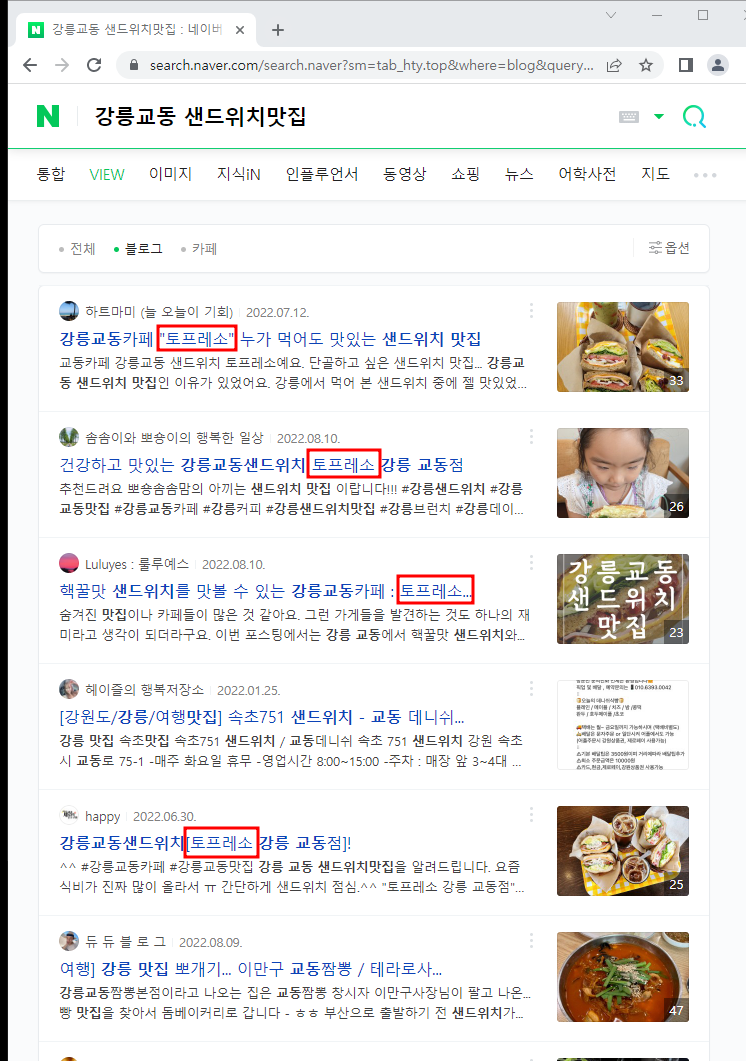 강릉교동 샌드위치맛집 : 네이버
search.naver.com/search.naver?sm=tab_hty.top&where=blog&query...
N 강릉교동 샌드위치맛집
통합 VIEW 이미지 지식iN 인플루언서 동영상 쇼핑 뉴스 어학사전 지도
전체 블로그 카페 옵션
하트마미 (늘 오늘이 기회) 2022.07.12.
강릉교동카페 "토프레소" 누가 먹어도 맛있는 샌드위치 맛집
교동카페 강릉교동 샌드위치 토프레소예요. 단골하고 싶은 샌드위치 맛집... 강릉교
동 샌드위치 맛집인 이유가 있었어요. 강릉에서 먹어 본 샌드위치 중에 젤 맛있었...
33
솜솜이와 뽀숑이의 행복한 일상 2022.08.10.
건강하고 맛있는 강릉교동샌드위치 토프레소 강릉 교동점
추천드려요 뽀숑솜솜맘의 아끼는 샌드위치 맛집 이랍니다!!! #강릉샌드위치 #강릉
교동맛집 #강릉교동카페 #강릉커피 #강릉샌드위치맛집 #강릉브런치 #강릉데이...
26
Luluyes : 룰루예스 2022.08.10.
핵꿀맛 샌드위치를 맛볼 수 있는 강릉교동카페 : 토프레소...
숨겨진 맛집이나 카페들이 많은 것 같아요. 그런 가게들을 발견하는 것도 하나의 재
미라고 생각이 되더라구요. 이번 포스팅에서는 강릉 교동에서 핵꿀맛 샌드위치와...
강릉교동
샌드위치
맛집
23
헤이즐의 행복저장소 2022.01.25.
[강원도/강릉/여행맛집] 속초751 샌드위치 - 교동 데니쉬...
강릉 맛집 속초맛집 속초751 샌드위치 / 교동데니쉬 속초 751 샌드위치 강원 속초
시 교동로 75-1 -매주 화요일 휴무 -영업시간 8:00~15:00 -주차 : 매장 앞 3~4대 ...
happy 2022.06.30.
강릉교동샌드위치[토프레소 강릉 교동점]!
^^ #강릉교동카페 #강릉교동맛집 강릉 교동 샌드위치맛집을 알려드립니다. 요즘
식비가 진짜 많이 올라서 ㅠ 간단하게 샌드위치 점심.^^ "토프레소 강릉 교동점"...
25
듀 듀 블 로 그 2022.08.09.
여행] 강릉 맛집 뽀개기... 이만구 교동짬뽕 / 테라로사...
강릉교동짬뽕본점이라고 나오는 집은 교동짬뽕 창시자 이만구사장님이 팔고 나온...
빵 맛집을 찾아서 돔베이커리로 갑니다 - ㅎㅎ 부산으로 출발하기 전 샌드위치가...
47